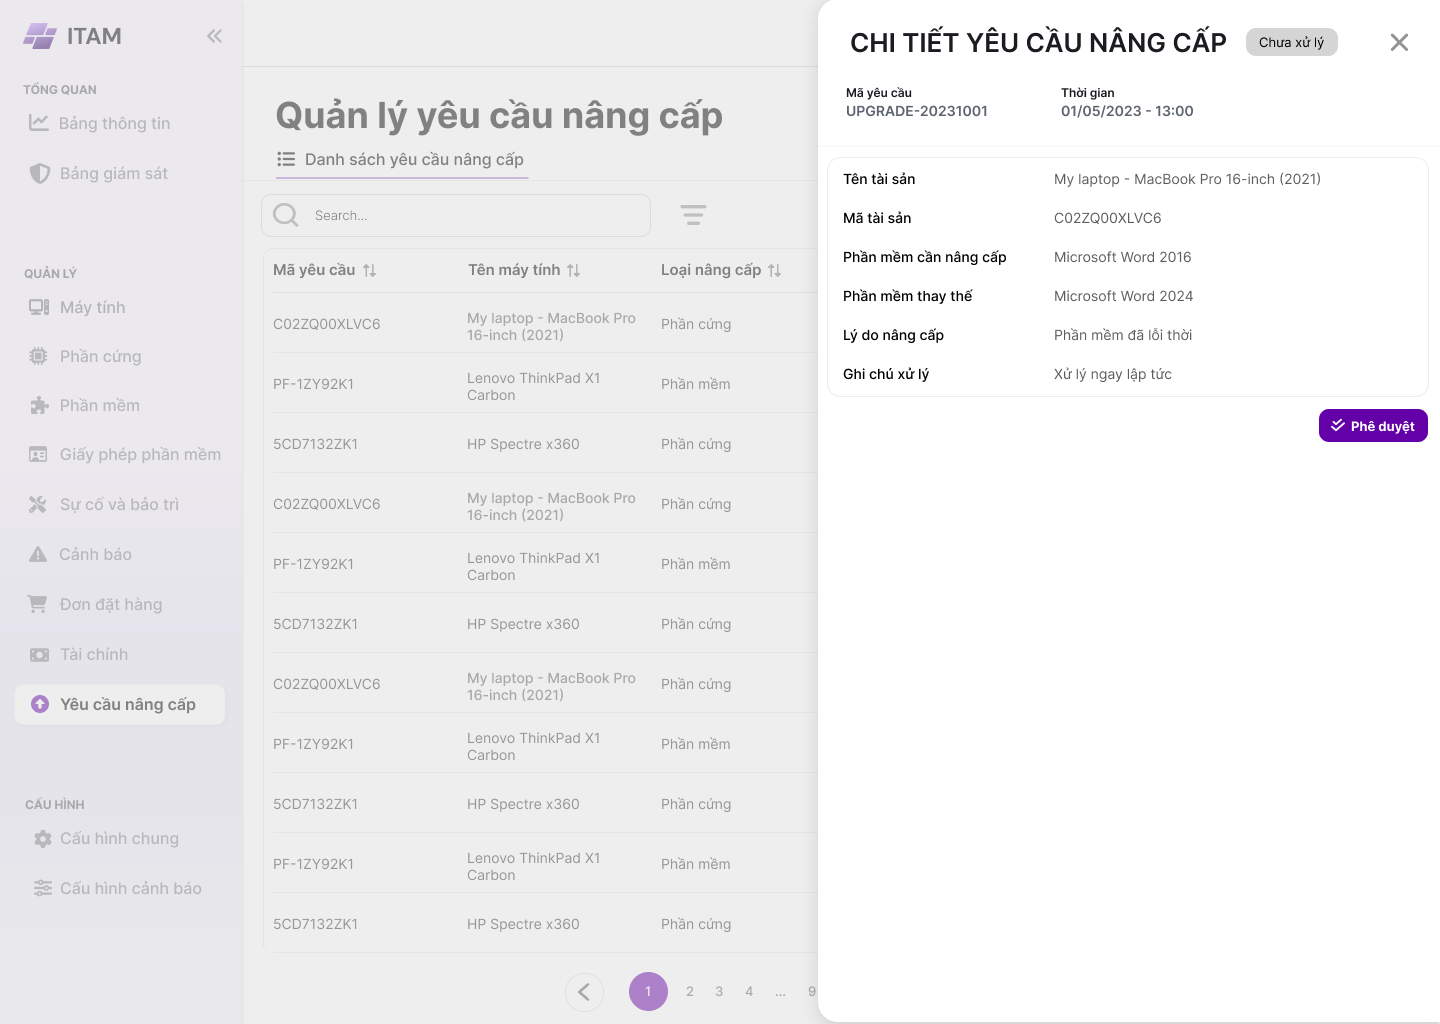 ITAM
TỔNG QUAN
Bảng thông tin
Bảng giám sát
QUẢN LÝ
Máy tính
Phần cứng
Phần mềm
Giấy phép phần mềm
Sự cố và bảo trì
Cảnh báo
Đơn đặt hàng
Tài chính
Yêu cầu nâng cấp
CẤU HÌNH
Cấu hình chung
Cấu hình cảnh báo
Quản lý yêu cầu nâng cấp
Danh sách yêu cầu nâng cấp
Search...
Mã yêu cầu Tên máy tính Loại nâng cấp
C02ZQ00XLVC6 My laptop - MacBook Pro 16-inch (2021) Phần cứng
PF-1ZY92K1 Lenovo ThinkPad X1 Carbon Phần mềm
5CD7132ZK1 HP Spectre x360 Phần cứng
C02ZQ00XLVC6 My laptop - MacBook Pro 16-inch (2021) Phần cứng
PF-1ZY92K1 Lenovo ThinkPad X1 Carbon Phần mềm
5CD7132ZK1 HP Spectre x360 Phần cứng
C02ZQ00XLVC6 My laptop - MacBook Pro 16-inch (2021) Phần cứng
PF-1ZY92K1 Lenovo ThinkPad X1 Carbon Phần mềm
5CD7132ZK1 HP Spectre x360 Phần cứng
PF-1ZY92K1 Lenovo ThinkPad X1 Carbon Phần mềm
5CD7132ZK1 HP Spectre x360 Phần cứng
1 2 3 4 ... 9
CHI TIẾT YÊU CẦU NÂNG CẤP Chưa xử lý
Mã yêu cầu Thời gian
UPGRADE-20231001 01/05/2023 - 13:00
Tên tài sản My laptop - MacBook Pro 16-inch (2021)
Mã tài sản C02ZQ00XLVC6
Phần mềm cần nâng cấp Microsoft Word 2016
Phần mềm thay thế Microsoft Word 2024
Lý do nâng cấp Phần mềm đã lỗi thời
Ghi chú xử lý Xử lý ngay lập tức
Phê duyệt